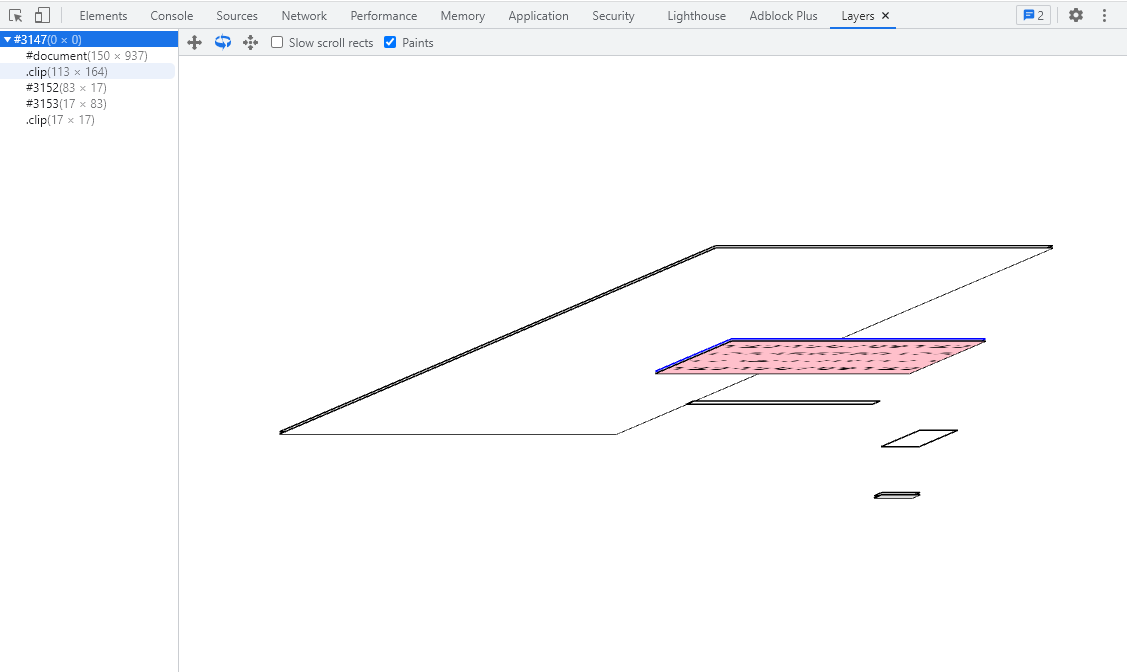 Elements Console Sources Network Performance Memory Application Security Lighthouse Adblock Plus Layers × 2
#3147(0 × 0)
Slow scroll rects Paints
#document(150 × 937)
.clip(113 × 164)
#3152(83 × 17)
#3153(17 × 83)
.clip(17 × 17)